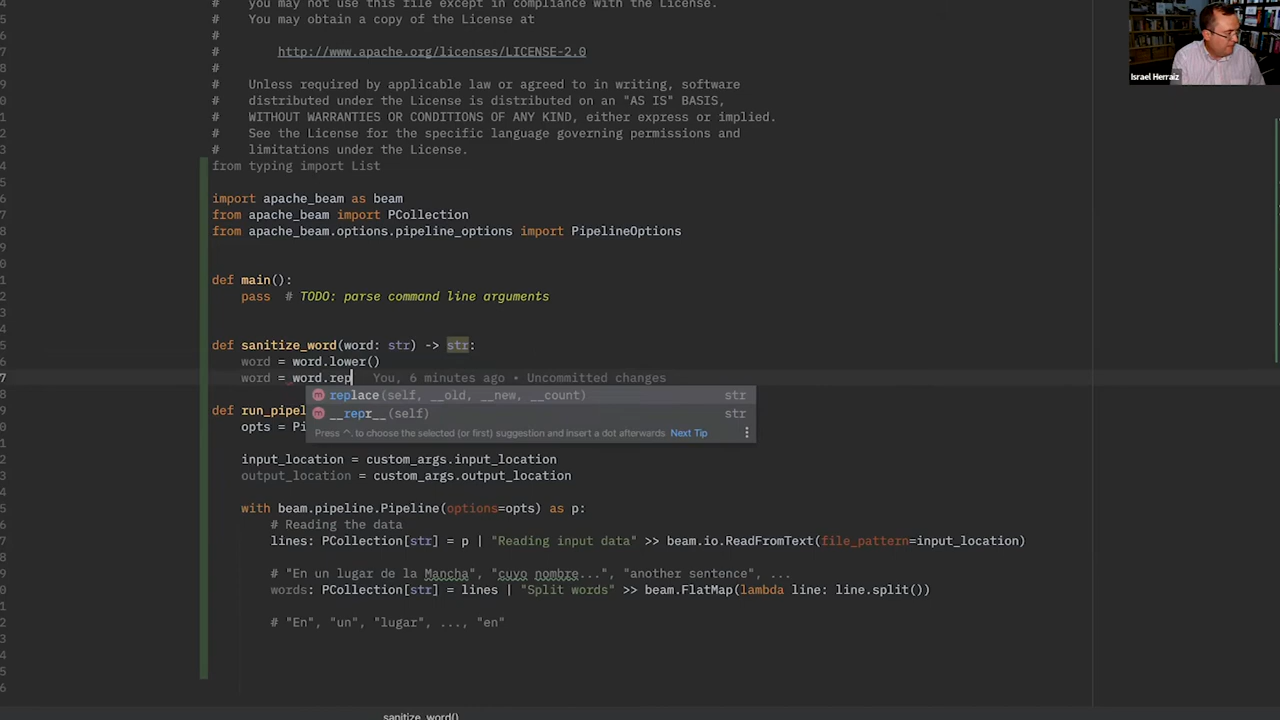 # you may not use this file except in compliance with the License.
# You may obtain a copy of the License at
#
# http://www.apache.org/licenses/LICENSE-2.0
#
# Unless required by applicable law or agreed to in writing, software
# distributed under the License is distributed on an "AS IS" BASIS,
# WITHOUT WARRANTIES OR CONDITIONS OF ANY KIND, either express or implied.
# See the License for the specific language governing permissions and
# limitations under the License.
from typing import List
import apache_beam as beam
from apache_beam import PCollection
from apache_beam.options.pipeline_options import PipelineOptions
def main():
pass # TODO: parse command line arguments
def sanitize_word(word: str) -> str:
word = word.lower()
word = word.rep You, 6 minutes ago • Uncommitted changes
replace(self, __old, __new, __count) str
__repr__(self) str
Press ^. to choose the selected (or first) suggestion and insert a dot afterwards Next Tip
def run_pipel
opts = Pi
input_location = custom_args.input_location
output_location = custom_args.output_location
with beam.pipeline.Pipeline(options=opts) as p:
# Reading the data
lines: PCollection[str] = p | "Reading input data" >> beam.io.ReadFromText(file_pattern=input_location)
# "En un lugar de la Mancha", "cuyo nombre...", "another sentence", ...
words: PCollection[str] = lines | "Split words" >> beam.FlatMap(lambda line: line.split())
# "En", "un", "lugar", ..., "en"
sanitize_word()
Israel Herraiz